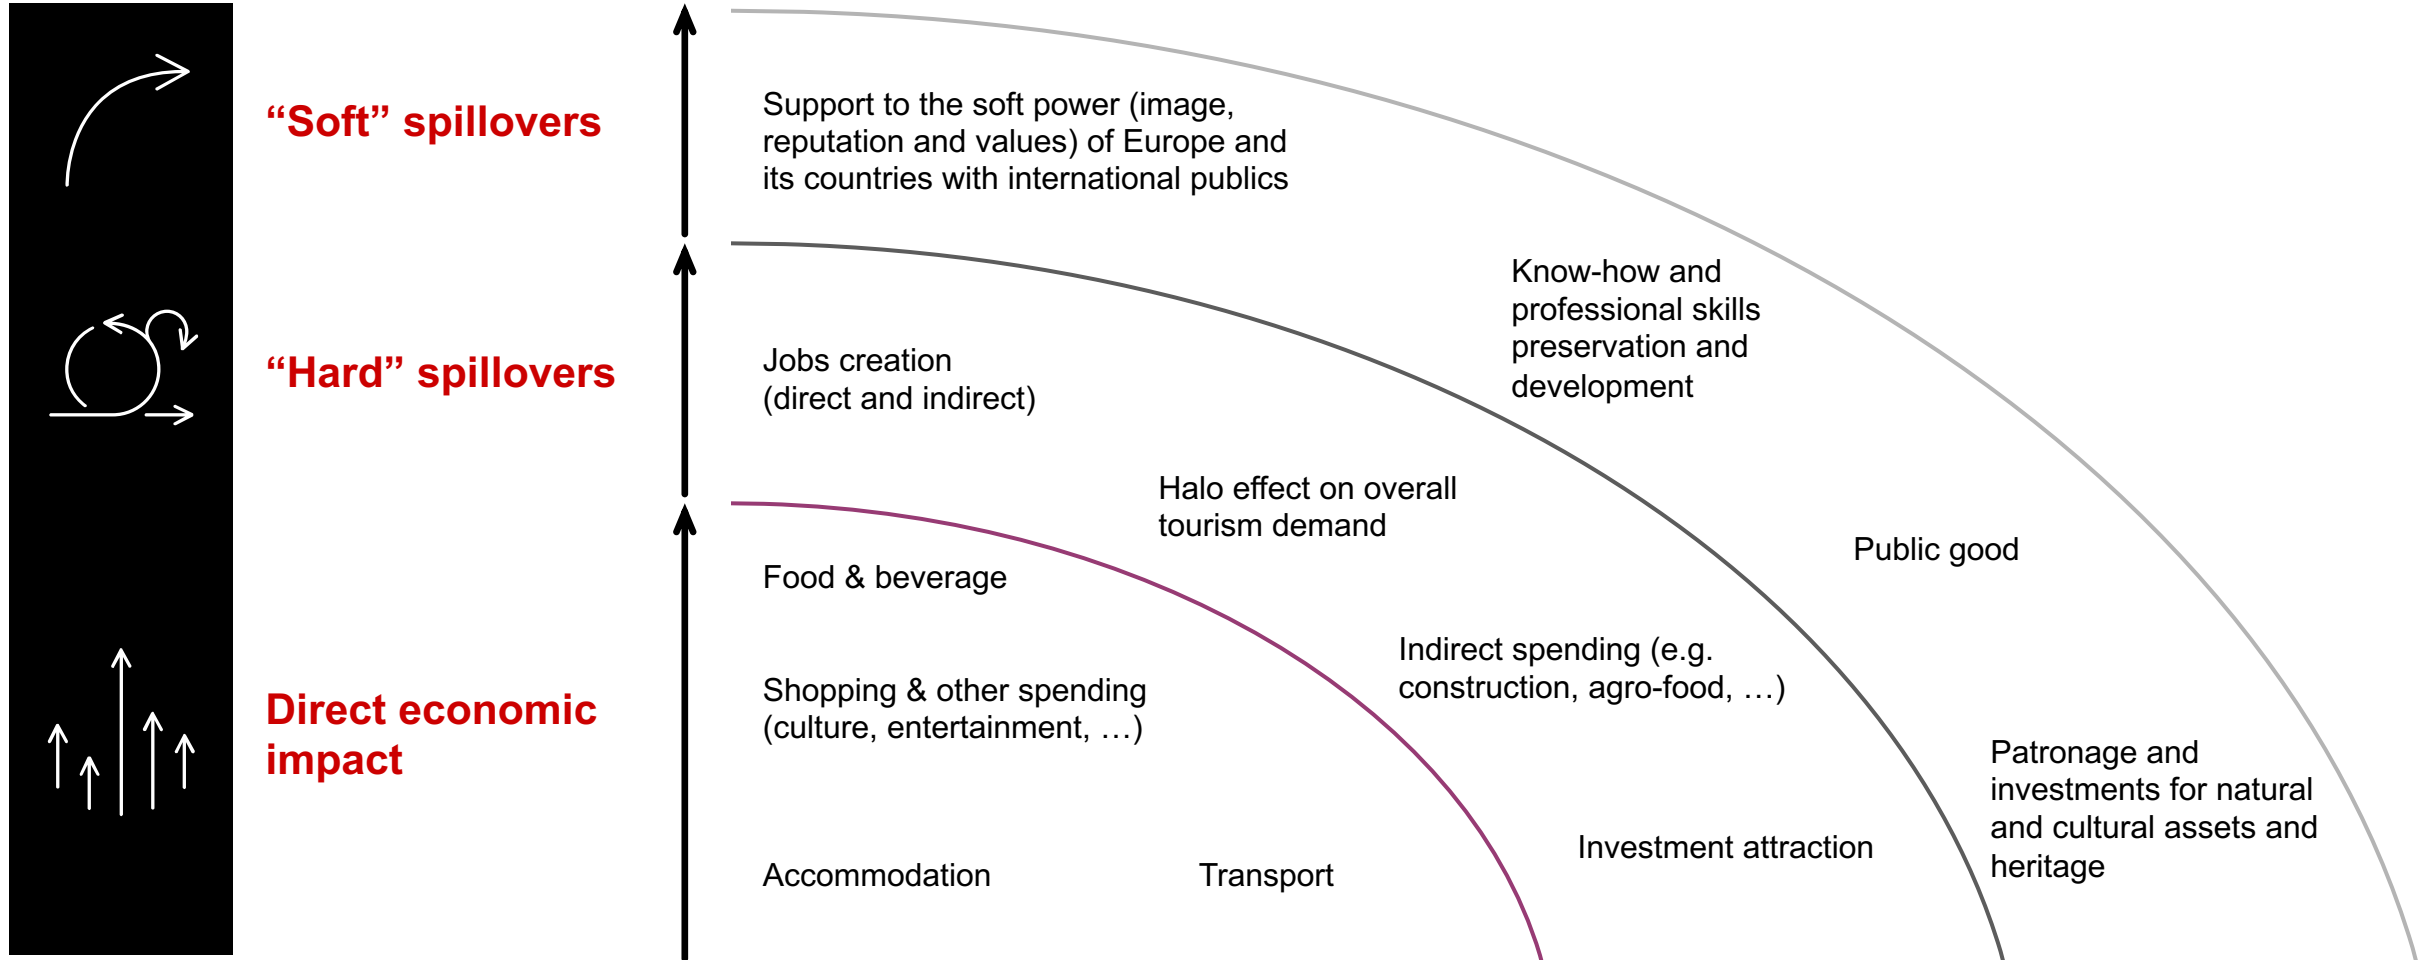 “Soft” spillovers
Support to the soft power (image,
reputation and values) of Europe and
its countries with international publics
Know-how and
professional skills
preservation and
development
Public good
Patronage and
investments for natural
and cultural assets and
heritage
“Hard” spillovers
Jobs creation
(direct and indirect)
Halo effect on overall
tourism demand
Indirect spending (e.g.
construction, agro-food, …)
Investment attraction
Direct economic
impact
Food & beverage
Shopping & other spending
(culture, entertainment, …)
Accommodation
Transport